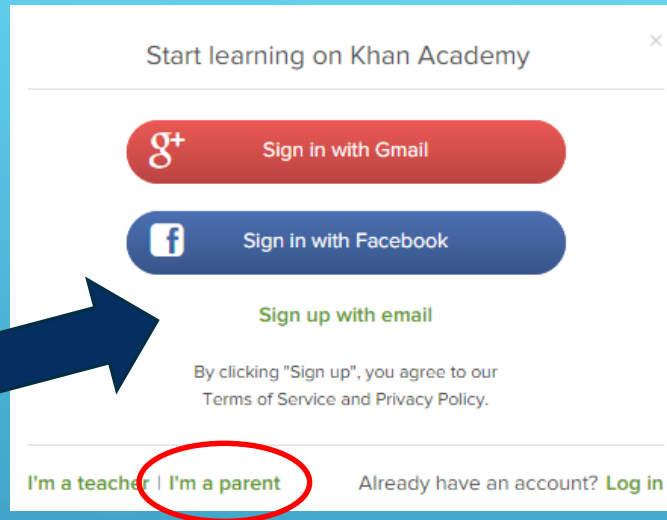 Start learning on Khan Academy
×
g+ Sign in with Gmail
f Sign in with Facebook
Sign up with email
By clicking "Sign up", you agree to our
Terms of Service and Privacy Policy.
I'm a teacher | I'm a parent Already have an account? Log in